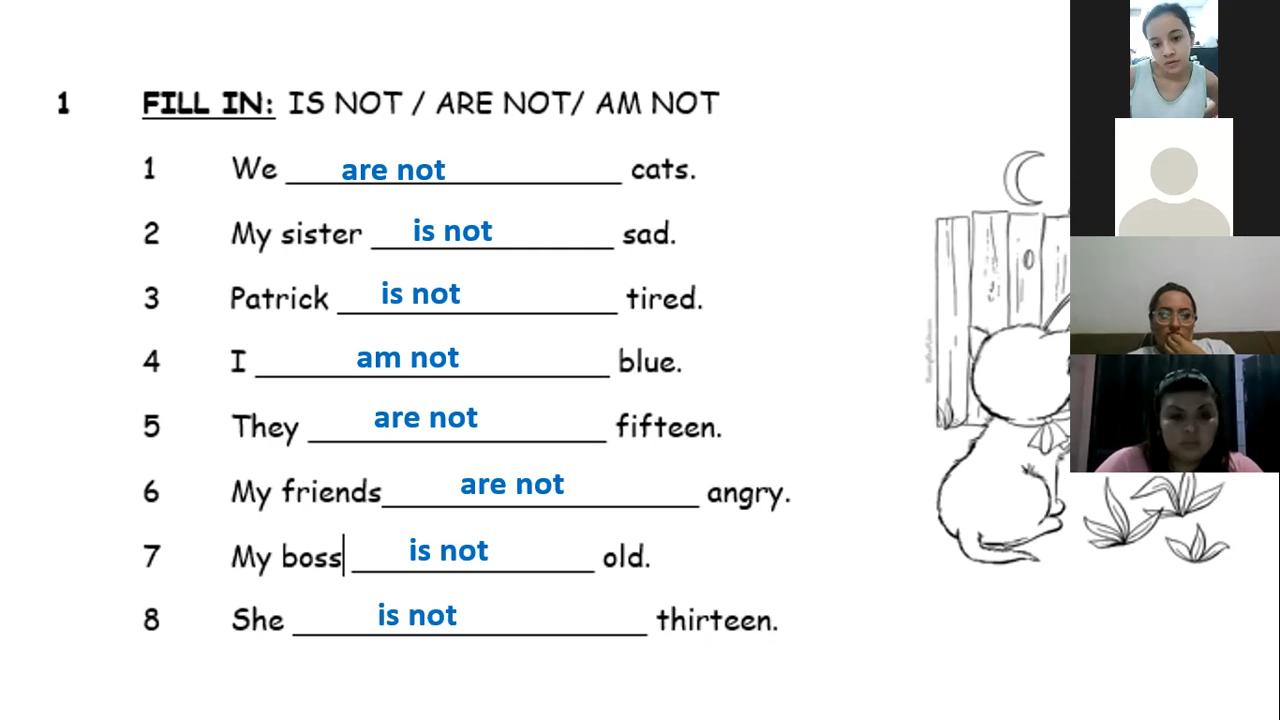 1 FILL IN: IS NOT / ARE NOT/ AM NOT
1 We are not cats.
2 My sister is not sad.
3 Patrick is not tired.
4 I am not blue.
5 They are not fifteen.
6 My friends are not angry.
7 My boss is not old.
8 She is not thirteen.